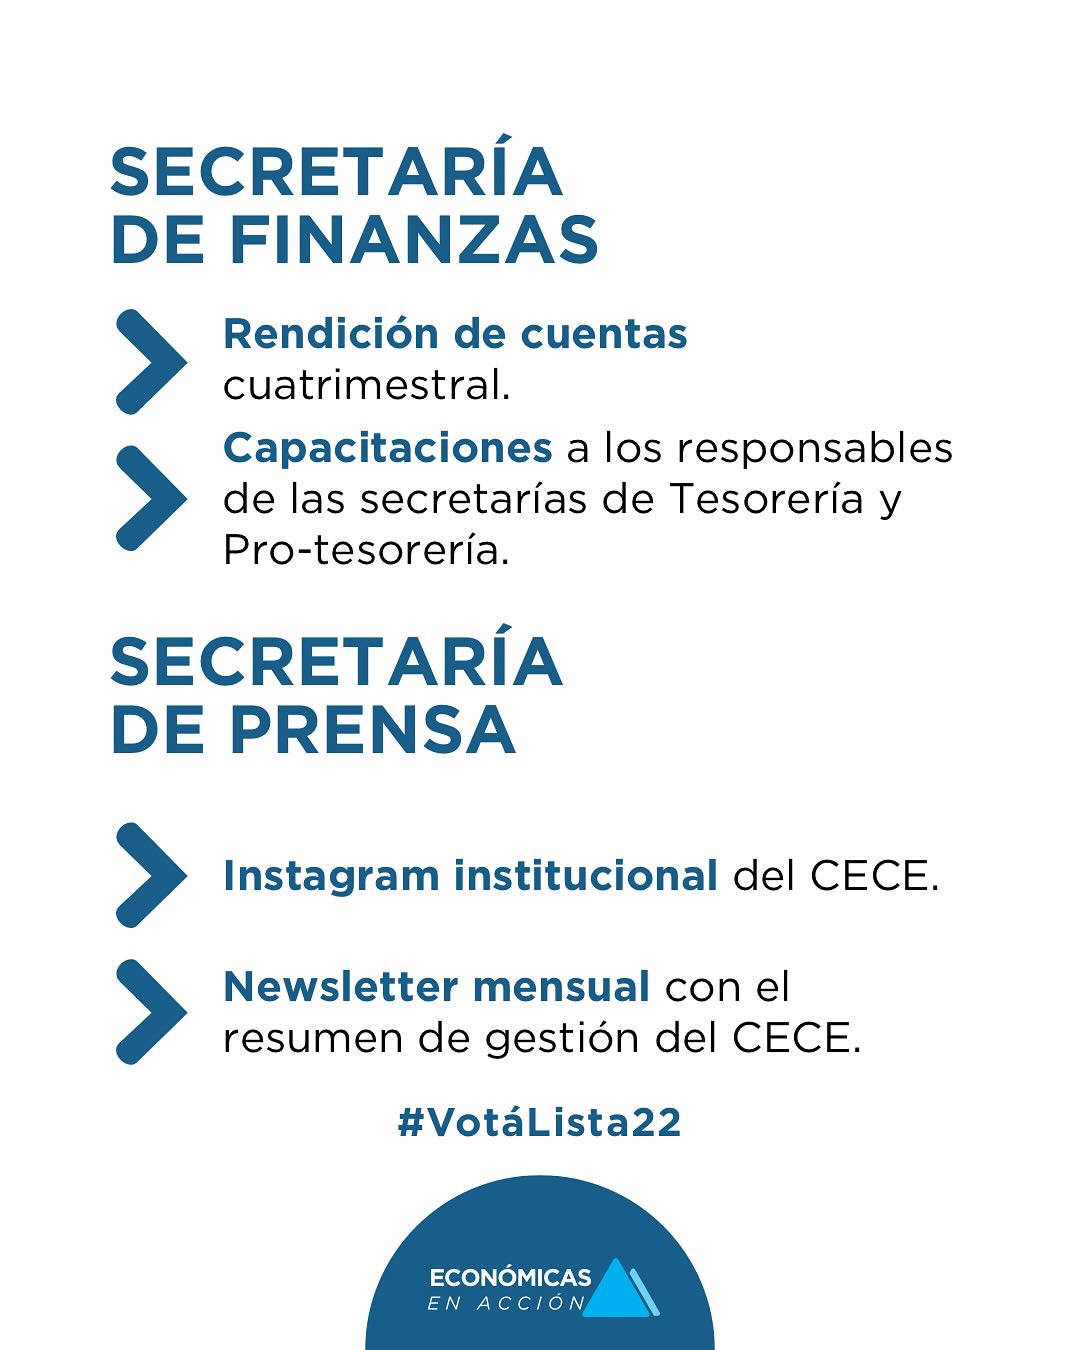 SECRETARÍA
DE FINANZAS
Rendición de cuentas
cuatrimestral.
Capacitaciones a los responsables
de las secretarías de Tesorería y
Pro-tesorería.
SECRETARÍA
DE PRENSA
Instagram institucional del CECE.
Newsletter mensual con el
resumen de gestión del CECE.
#VotáLista22
ECONÓMICAS
EN ACCIÓN